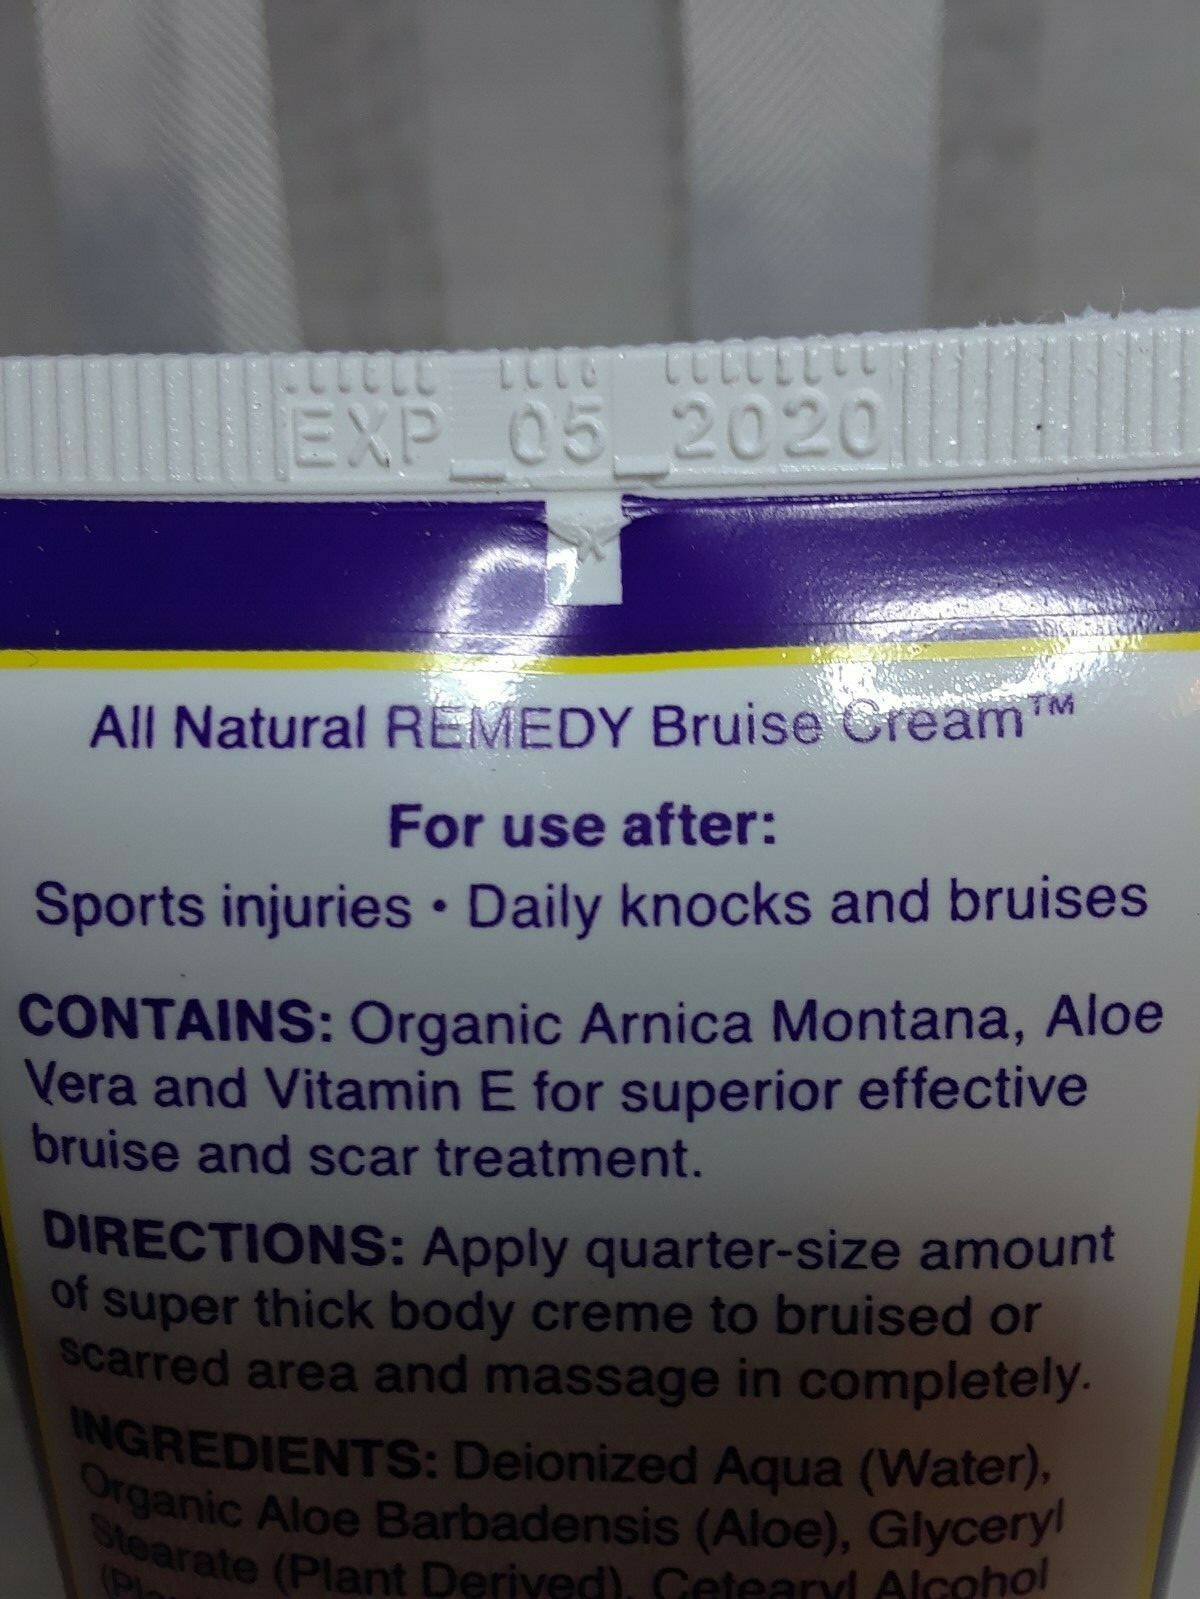 EXP_05_2020
All Natural REMEDY Bruise Cream™
For use after:
Sports injuries • Daily knocks and bruises
CONTAINS: Organic Arnica Montana, Aloe
Vera and Vitamin E for superior effective
bruise and scar treatment.
DIRECTIONS: Apply quarter-size amount
of super thick body creme to bruised or
scarred area and massage in completely.
INGREDIENTS: Deionized Aqua (Water),
Organic Aloe Barbadensis (Aloe), Glyceryl
Stearate (Plant Derived), Cetearyl Alcohol